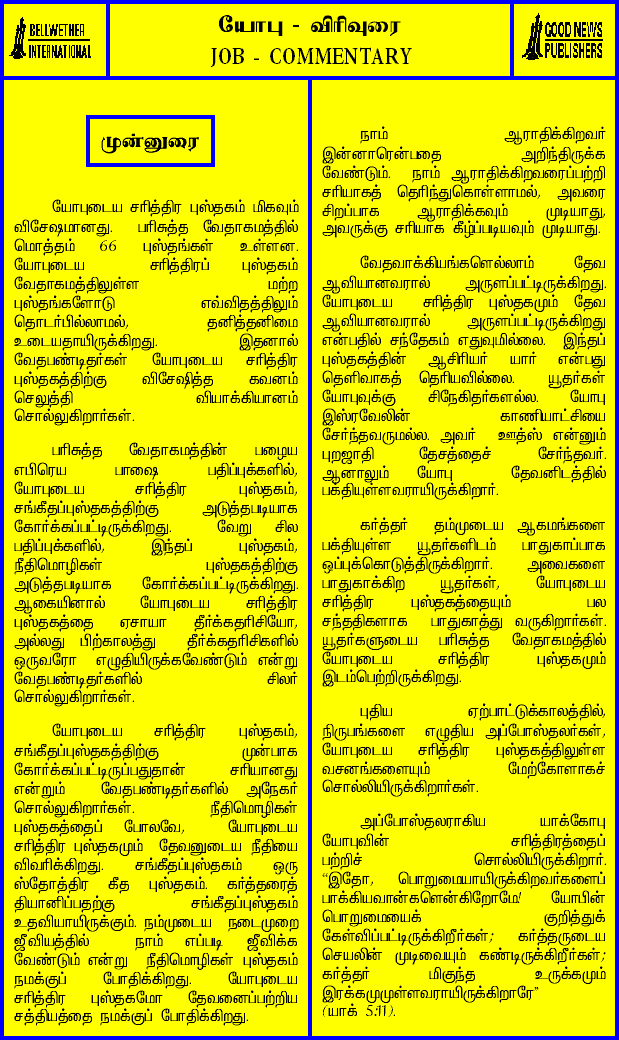 BELLWETHER
INTERNATIONAL
யோபு - விரிவுரை
JOB - COMMENTARY
GOOD NEWS
PUBLISHERS
முன்னுரை
யோபுடைய சரித்திர புஸ்தகம் மிகவும்
விசேஷமானது. பரிசுத்த வேதாகமத்தில்
மொத்தம் 66 புஸ்தங்கள் உள்ளன.
யோபுடைய சரித்திரப் புஸ்தகம்
வேதாகமத்திலுள்ள மற்ற
புஸ்தங்களோடு எவ்விதத்திலும்
தொடர்பில்லாமல், தனித்தனிமை
உடையதாயிருக்கிறது. இதனால்
வேதபண்டிதர்கள் யோபுடைய சரித்திர
புஸ்தகத்திற்கு விசேஷித்த கவனம்
செலுத்தி வியாக்கியானம்
சொல்லுகிறார்கள்.
பரிசுத்த வேதாகமத்தின் பழைய
எபிரெய பாஷை பதிப்புக்களில்,
யோபுடைய சரித்திர புஸ்தகம்,
சங்கீதப்புஸ்தகத்திற்கு அடுத்தபடியாக
கோர்க்கப்பட்டிருக்கிறது. வேறு சில
பதிப்புக்களில், இந்தப் புஸ்தகம்,
நீதிமொழிகள் புஸ்தகத்திற்கு
அடுத்தபடியாக கோர்க்கப்பட்டிருக்கிறது.
ஆகையினால் யோபுடைய சரித்திர
புஸ்தகத்தை ஏசாயா தீர்க்கதரிசியோ,
அல்லது பிற்காலத்து தீர்க்கதரிசிகளில்
ஒருவரோ எழுதியிருக்கவேண்டும் என்று
வேதபண்டிதர்களில் சிலர்
சொல்லுகிறார்கள்.
யோபுடைய சரித்திர புஸ்தகம்,
சங்கீதப்புஸ்தகத்திற்கு முன்பாக
கோர்க்கப்பட்டிருப்பதுதான் சரியானது
என்றும் வேதபண்டிதர்களில் அநேகர்
சொல்லுகிறார்கள். நீதிமொழிகள்
புஸ்தகத்தைப் போலவே, யோபுடைய
சரித்திர புஸ்தகமும் தேவனுடைய நீதியை
விவரிக்கிறது. சங்கீதப்புஸ்தகம் ஒரு
ஸ்தோத்திர கீத புஸ்தகம். கர்த்தரைத்
தியானிப்பதற்கு சங்கீதப்புஸ்தகம்
உதவியாயிருக்கும். நம்முடைய நடைமுறை
ஜீவியத்தில் நாம் எப்படி ஜீவிக்க
வேண்டும் என்று நீதிமொழிகள் புஸ்தகம்
நமக்குப் போதிக்கிறது. யோபுடைய
சரித்திர புஸ்தகமோ தேவனைப்பற்றிய
சத்தியத்தை நமக்குப் போதிக்கிறது.
நாம் ஆராதிக்கிறவர்
இன்னாரென்பதை அறிந்திருக்க
வேண்டும். நாம் ஆராதிக்கிறவரைப்பற்றி
சரியாகத் தெரிந்துகொள்ளாமல், அவரை
சிறப்பாக ஆராதிக்கவும் முடியாது,
அவருக்கு சரியாக கீழ்ப்படியவும் முடியாது.
வேதவாக்கியங்களெல்லாம் தேவ
ஆவியானவரால் அருளப்பட்டிருக்கிறது.
யோபுடைய சரித்திர புஸ்தகமும் தேவ
ஆவியானவரால் அருளப்பட்டிருக்கிறது
என்பதில் சந்தேகம் எதுவுமில்லை. இந்தப்
புஸ்தகத்தின் ஆசிரியர் யார் என்பது
தெளிவாகத் தெரியவில்லை. யூதர்கள்
யோபுவுக்கு சிநேகிதர்களல்ல. யோபு
இஸ்ரவேலின் காணியாட்சியை
சேர்ந்தவருமல்ல. அவர் ஊத்ஸ் என்னும்
புறஜாதி தேசத்தைச் சேர்ந்தவர்.
ஆனாலும் யோபு தேவனிடத்தில்
பக்தியுள்ளவராயிருக்கிறார்.
கர்த்தர் தம்முடைய ஆகமங்களை
பக்தியுள்ள யூதர்களிடம் பாதுகாப்பாக
ஒப்புக்கொடுத்திருக்கிறார். அவைகளை
பாதுகாக்கிற யூதர்கள், யோபுடைய
சரித்திர புஸ்தகத்தையும் பல
சந்ததிகளாக பாதுகாத்து வருகிறார்கள்.
யூதர்களுடைய பரிசுத்த வேதாகமத்தில்
யோபுடைய சரித்திர புஸ்தகமும்
இடம்பெற்றிருக்கிறது.
புதிய ஏற்பாட்டுக்காலத்தில்,
நிருபங்களை எழுதிய அப்போஸ்தலர்கள்,
யோபுடைய சரித்திர புஸ்தகத்திலுள்ள
வசனங்களையும் மேற்கோளாகச்
சொல்லியிருக்கிறார்கள்.
அப்போஸ்தலராகிய யாக்கோபு
யோபுவின் சரித்திரத்தைப்
பற்றிச் சொல்லியிருக்கிறார்.
“இதோ, பொறுமையாயிருக்கிறவர்களைப்
பாக்கியவான்களென்கிறோமே! யோபின்
பொறுமையைக் குறித்துக்
கேள்விப்பட்டிருக்கிறீர்கள்; கர்த்தருடைய
செயலின் முடிவையும் கண்டிருக்கிறீர்கள்;
கர்த்தர் மிகுந்த உருக்கமும்
இரக்கமுமுள்ளவராயிருக்கிறாரே”
(யாக் 5:11).